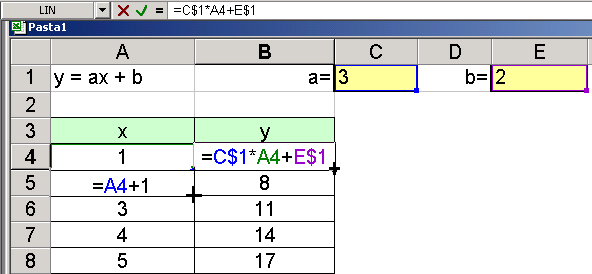 LIN =C$1*A4+E$1
Pasta1
A B C D E
1 y = ax + b a= 3 b= 2
2
3 x y
4 1 =C$1*A4+E$1
5 =A4+1 8
6 3 11
7 4 14
8 5 17